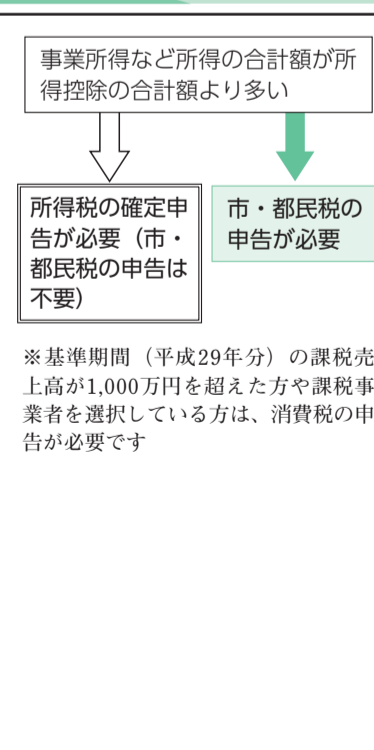 事業所得など所得の合計額が所
得控除の合計額より多い
所得税の確定申
告が必要（市・
都民税の申告は
不要）
市・都民税の
申告が必要
※基準期間（平成29年分）の課税売
上高が1,000万円を超えた方や課税事
業者を選択している方は、消費税の申
告が必要です